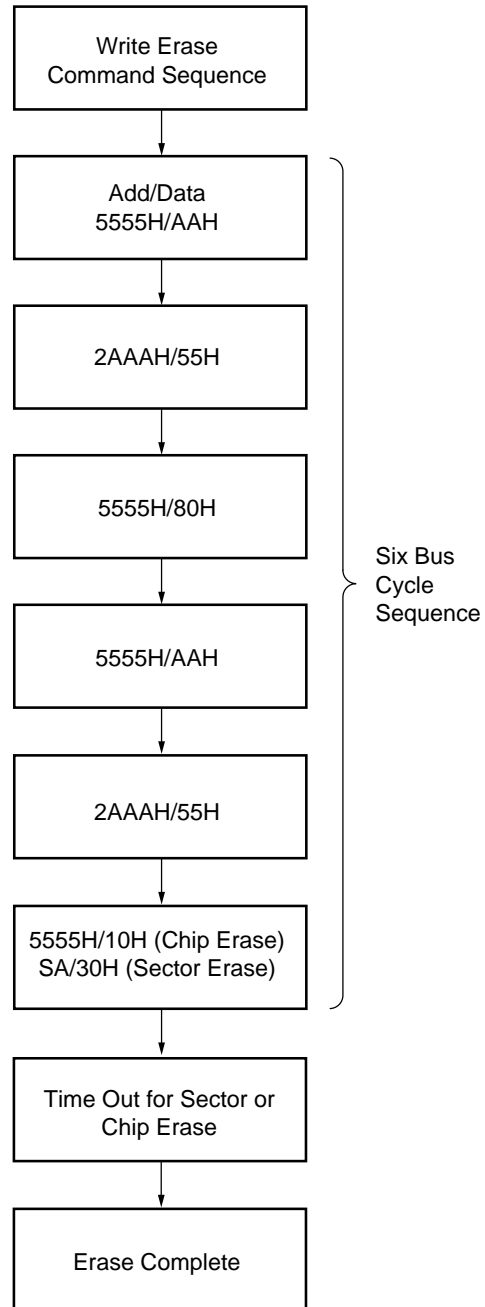 Write Erase
Command Sequence
Add/Data
5555H/AAH
2AAAH/55H
5555H/80H
5555H/AAH
2AAAH/55H
5555H/10H (Chip Erase)
SA/30H (Sector Erase)
Six Bus
Cycle
Sequence
Time Out for Sector or
Chip Erase
Erase Complete